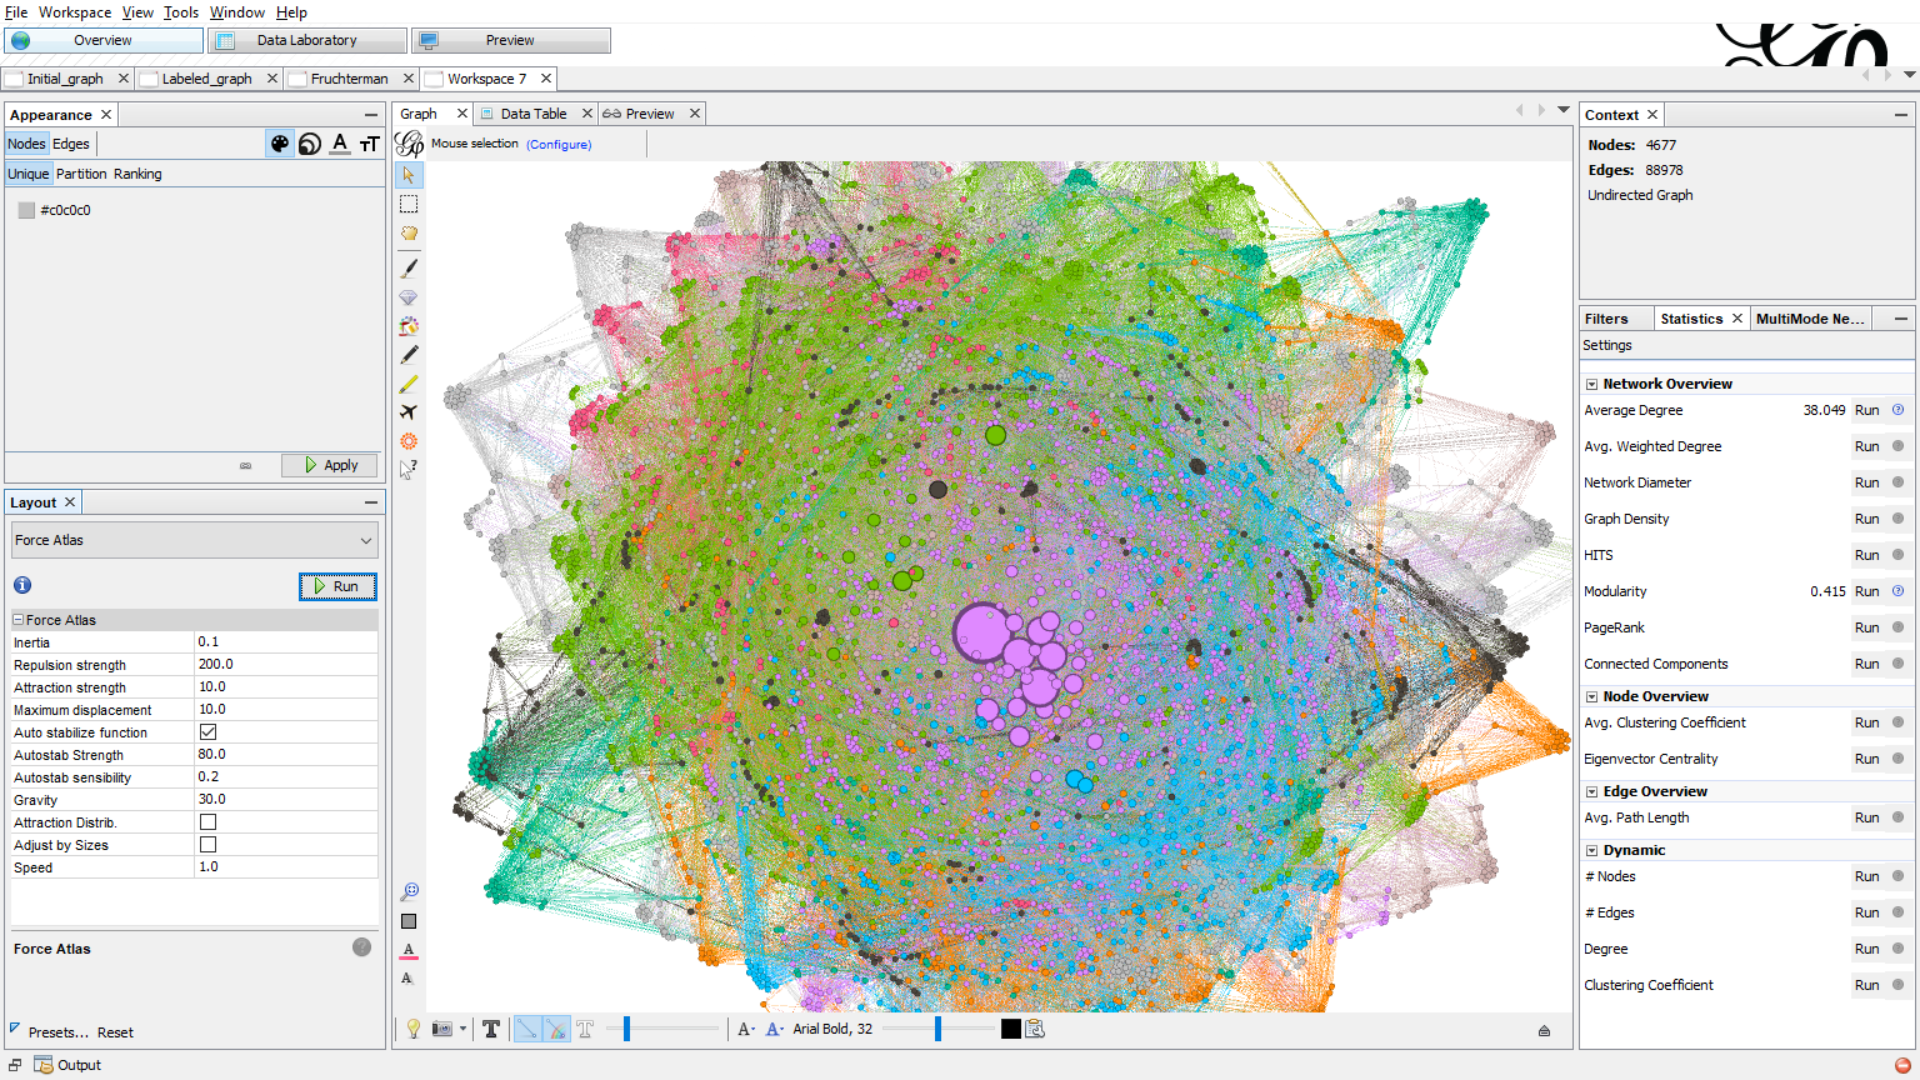 File Workspace View Tools Window Help
Overview Data Laboratory Preview
Initial_graph Labeled_graph Fruchterman Workspace 7
Appearance
Nodes Edges
Unique Partition Ranking
#c0c0c0
Apply
Layout
Force Atlas
Run
Force Atlas
Inertia 0.1
Repulsion strength 200.0
Attraction strength 10.0
Maximum displacement 10.0
Auto stabilize function
Autostab Strength 80.0
Autostab sensibility 0.2
Gravity 30.0
Attraction Distrib.
Adjust by Sizes
Speed 1.0
Force Atlas
Presets... Reset
Output
Graph Data Table Preview
Mouse selection (Configure)
Arial Bold, 32
Context
Nodes: 4677
Edges: 88978
Undirected Graph
Filters Statistics MultiMode Ne...
Settings
Network Overview
Average Degree 38.049 Run
Avg. Weighted Degree Run
Network Diameter Run
Graph Density Run
HITS Run
Modularity 0.415 Run
PageRank Run
Connected Components Run
Node Overview
Avg. Clustering Coefficient Run
Eigenvector Centrality Run
Edge Overview
Avg. Path Length Run
Dynamic
# Nodes Run
# Edges Run
Degree Run
Clustering Coefficient Run